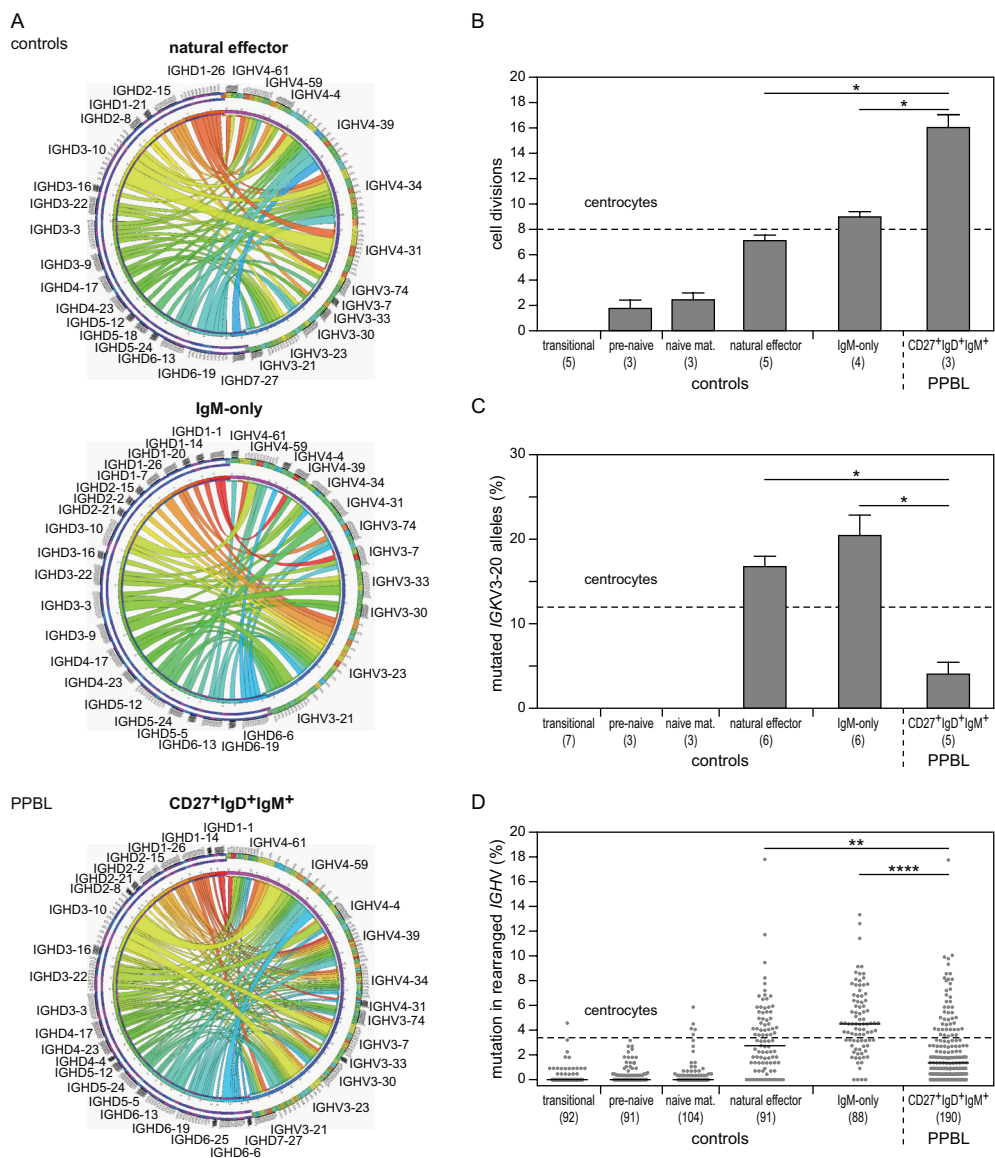 A
controls
natural effector
IGHD1-26
IGHV4-61
IGHD2-15
IGHV4-59
IGHD1-21
IGHV4-4
IGHD2-8
IGHV4-39
IGHD3-10
IGHV4-34
IGHD3-16
IGHD3-22
IGHD3-3
IGHV4-31
IGHD3-9
IGHV3-74
IGHD4-17
IGHV3-7
IGHD4-23
IGHV3-33
IGHD5-12
IGHV3-30
IGHD5-18
IGHD5-24
IGHV3-23
IGHD6-13
IGHV3-21
IGHD6-19
IGHD7-27
IgM-only
IGHD1-1
IGHV4-61
IGHD1-14
IGHV4-59
IGHD1-20
IGHV4-4
IGHD1-26
IGHV4-39
IGHD1-7
IGHV4-34
IGHD2-15
IGHD2-2
IGHV4-31
IGHD2-21
IGHV3-74
IGHD3-10
IGHV3-7
IGHD3-16
IGHV3-33
IGHD3-22
IGHD3-3
IGHV3-30
IGHD3-9
IGHV3-23
IGHD4-17
IGHD4-23
IGHD5-12
IGHV3-21
IGHD5-24
IGHD5-5
IGHD6-6
IGHD6-13
IGHD6-19
PPBL
CD27+IgD+IgM+
IGHD1-1
IGHD1-14
IGHV4-61
IGHD1-26
IGHD2-15
IGHV4-59
IGHD2-2
IGHD2-21
IGHD2-8
IGHV4-4
IGHD3-10
IGHV4-39
IGHD3-16
IGHD3-22
IGHV4-34
IGHD3-3
IGHV4-31
IGHV3-74
IGHD4-17
IGHV3-7
IGHD4-23
IGHD4-4
IGHV3-33
IGHD5-12
IGHV3-30
IGHD5-24
IGHD5-5
IGHV3-23
IGHD6-13
IGHV3-21
IGHD6-19
IGHD7-27
IGHD6-25
IGHD6-6
B
cell divisions
20
18
16
14
12
10
8
6
4
2
0
centrocytes
*
*
transitional pre-naive naive mat. natural effector IgM-only CD27+IgD+IgM+
(5) (3) (3) (5) (4) (3)
controls PPBL
C
mutated IGKV3-20 alleles (%)
30
20
10
0
centrocytes
*
*
transitional pre-naive naive mat. natural effector IgM-only CD27+IgD+IgM+
(7) (3) (3) (6) (6) (5)
controls PPBL
D
mutation in rearranged IGHV (%)
20
18
16
14
12
10
8
6
4
2
0
centrocytes
**
****
transitional pre-naive naive mat. natural effector IgM-only CD27+IgD+IgM+
(92) (91) (104) (91) (88) (190)
controls PPBL